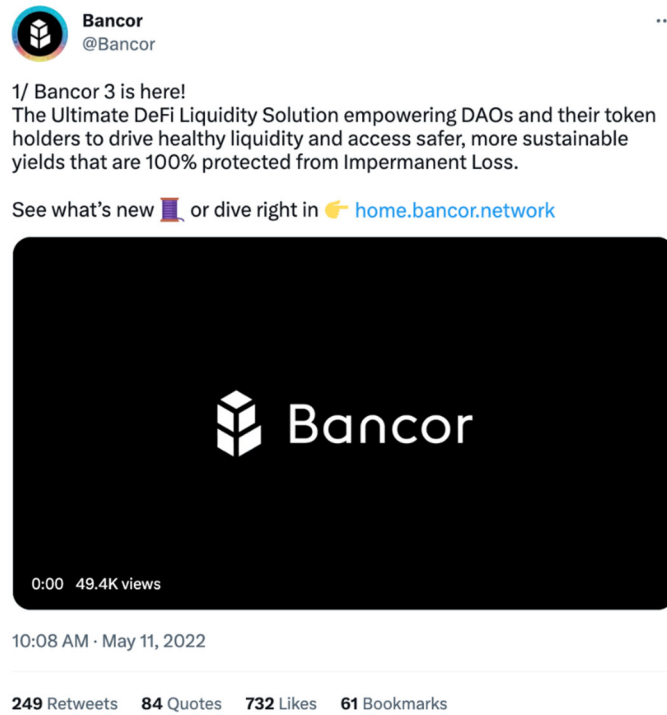 Bancor
@Bancor
1/ Bancor 3 is here!
The Ultimate DeFi Liquidity Solution empowering DAOs and their token
holders to drive healthy liquidity and access safer, more sustainable
yields that are 100% protected from Impermanent Loss.
See what’s new 🧵 or dive right in 👉 home.bancor.network
Bancor
0:00 49.4K views
10:08 AM · May 11, 2022
249 Retweets 84 Quotes 732 Likes 61 Bookmarks